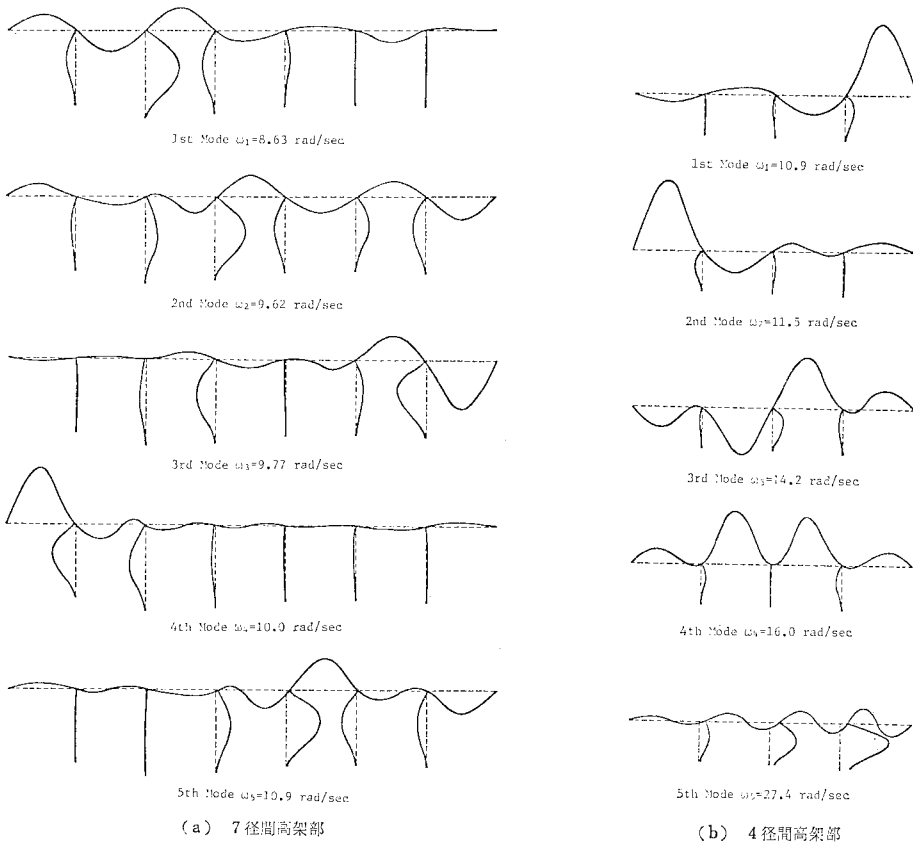 1st Mode ω₁=8.63 rad/sec
2nd Mode ω₂=9.62 rad/sec
3rd Mode ω₃=9.77 rad/sec
4th Mode ω₄=10.0 rad/sec
5th Mode ω₅=10.9 rad/sec
(a) 7径間高架部
1st Mode ω₁=10.9 rad/sec
2nd Mode ω₂=11.5 rad/sec
3rd Mode ω₃=14.2 rad/sec
4th Mode ω₄=16.0 rad/sec
5th Mode ω₅=27.4 rad/sec
(b) 4径間高架部